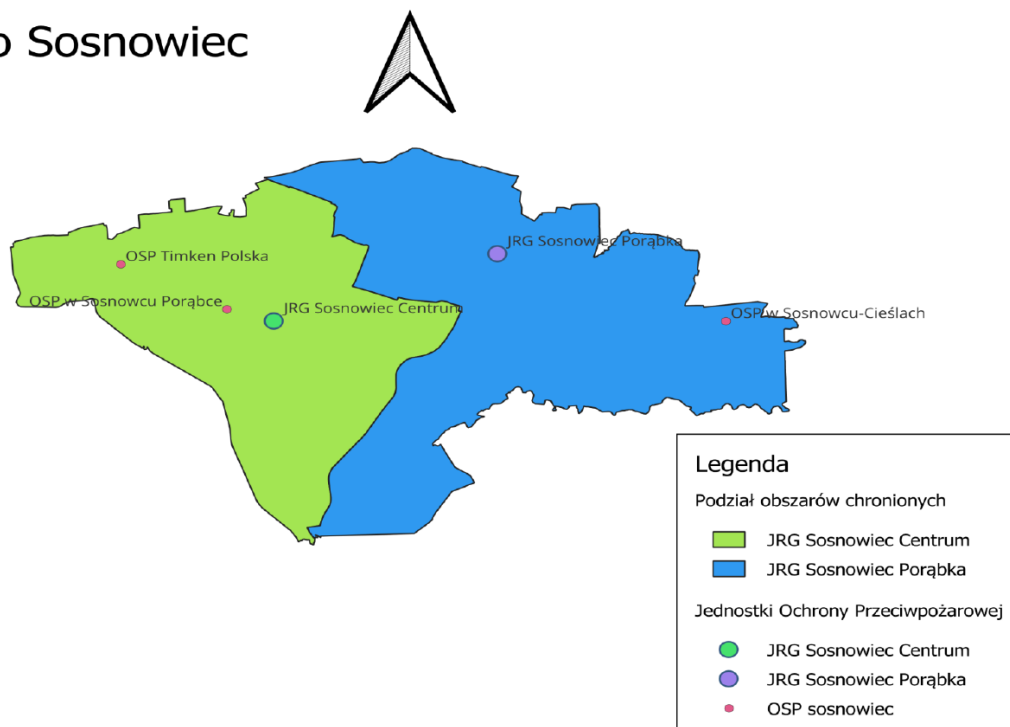 o Sosnowiec
JRG Sosnowiec Porąbka
OSP Timken Polska
OSP w Sosnowcu Porąbce
JRG Sosnowiec Centrum
OSP w Sosnowcu-Cieślach
Legenda
Podział obszarów chronionych
JRG Sosnowiec Centrum
JRG Sosnowiec Porąbka
Jednostki Ochrony Przeciwpożarowej
JRG Sosnowiec Centrum
JRG Sosnowiec Porąbka
OSP sosnowiec